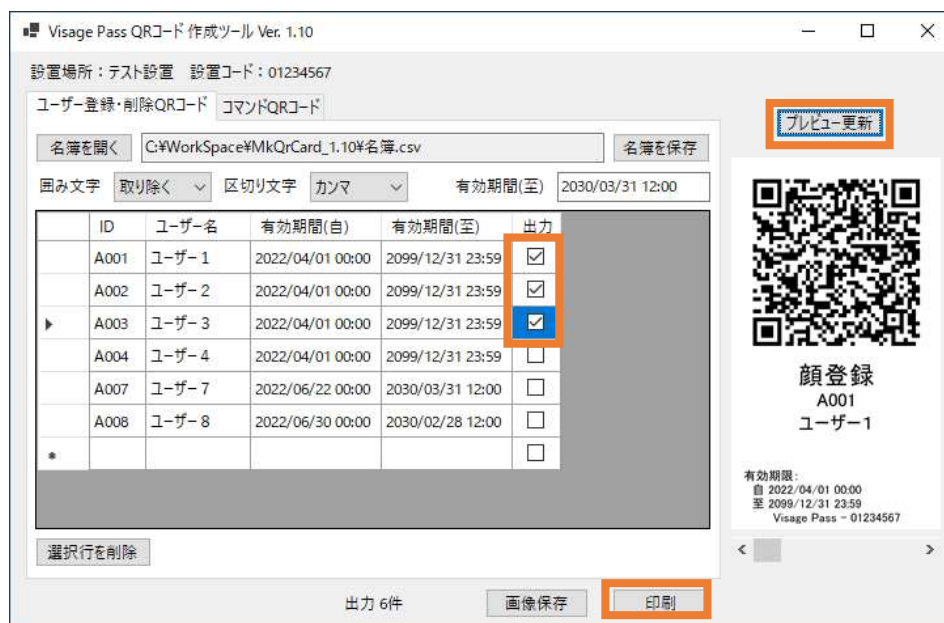 Visage Pass QRコード 作成ツール Ver. 1.10
設置場所：テスト設置　設置コード：01234567
ユーザー登録・削除QRコード　コマンドQRコード
プレビュー更新
名簿を開く　C:¥WorkSpace¥MkQrCard_1.10¥名簿.csv　名簿を保存
囲み文字　取り除く　区切り文字　カンマ　有効期間(至)　2030/03/31 12:00
ID　ユーザー名　有効期間(自)　有効期間(至)　出力
A001　ユーザー1　2022/04/01 00:00　2099/12/31 23:59
A002　ユーザー2　2022/04/01 00:00　2099/12/31 23:59
A003　ユーザー3　2022/04/01 00:00　2099/12/31 23:59
A004　ユーザー4　2022/04/01 00:00　2099/12/31 23:59
A007　ユーザー7　2022/06/22 00:00　2030/03/31 12:00
A008　ユーザー8　2022/06/30 00:00　2030/02/28 12:00
*
顔登録
A001
ユーザー1
有効期限:
自 2022/04/01 00:00
至 2099/12/31 23:59
Visage Pass - 01234567
選択行を削除
出力 6件　画像保存　印刷